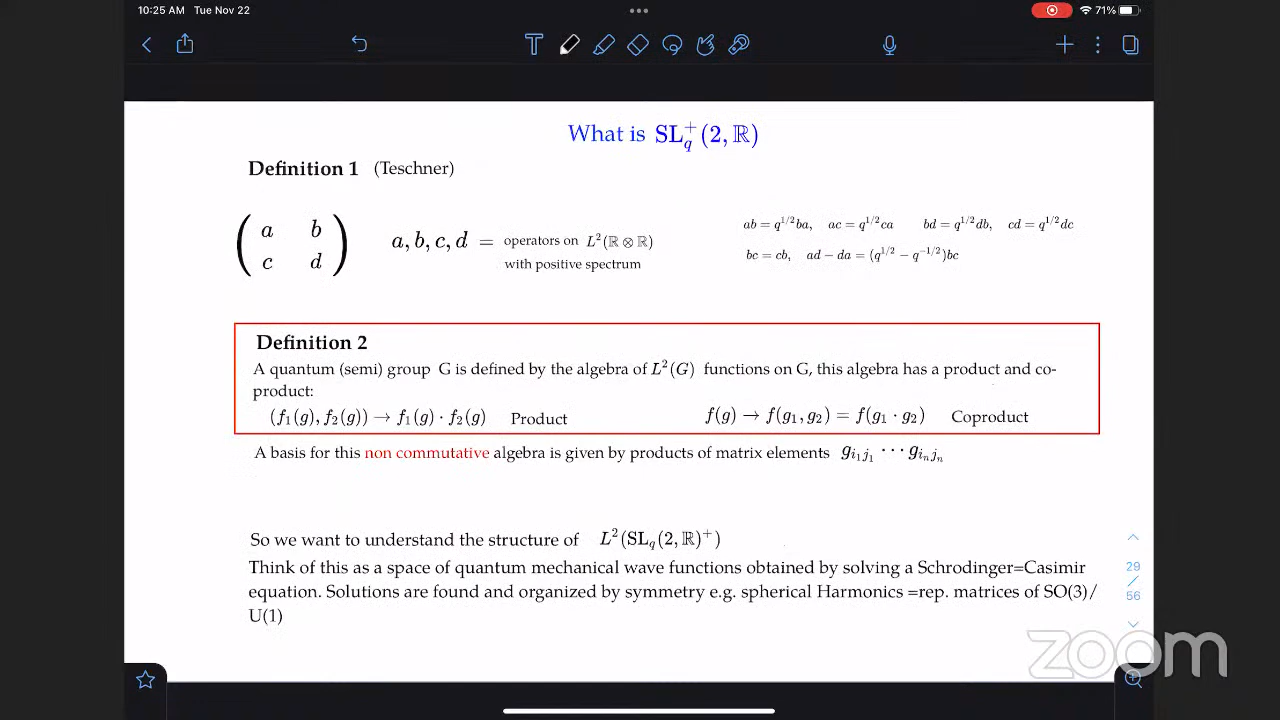 10:25 AM Tue Nov 22
71%
What is SL_q^+(2, ℝ)
Definition 1 (Teschner)
( a b
c d )
a, b, c, d = operators on L²(ℝ ⊗ ℝ)
with positive spectrum
ab = q^{1/2}ba, ac = q^{1/2}ca bd = q^{1/2}db, cd = q^{1/2}dc
bc = cb, ad − da = (q^{1/2} − q^{−1/2})bc
Definition 2
A quantum (semi) group G is defined by the algebra of L²(G) functions on G, this algebra has a product and co-
product:
(f₁(g), f₂(g)) → f₁(g) · f₂(g) Product f(g) → f(g₁, g₂) = f(g₁ · g₂) Coproduct
A basis for this non commutative algebra is given by products of matrix elements g_{i₁j₁} ··· g_{iₙjₙ}
So we want to understand the structure of L²(SL_q(2, ℝ)⁺)
Think of this as a space of quantum mechanical wave functions obtained by solving a Schrodinger=Casimir
equation. Solutions are found and organized by symmetry e.g. spherical Harmonics =rep. matrices of SO(3)/
U(1)
29
/
56
zoom